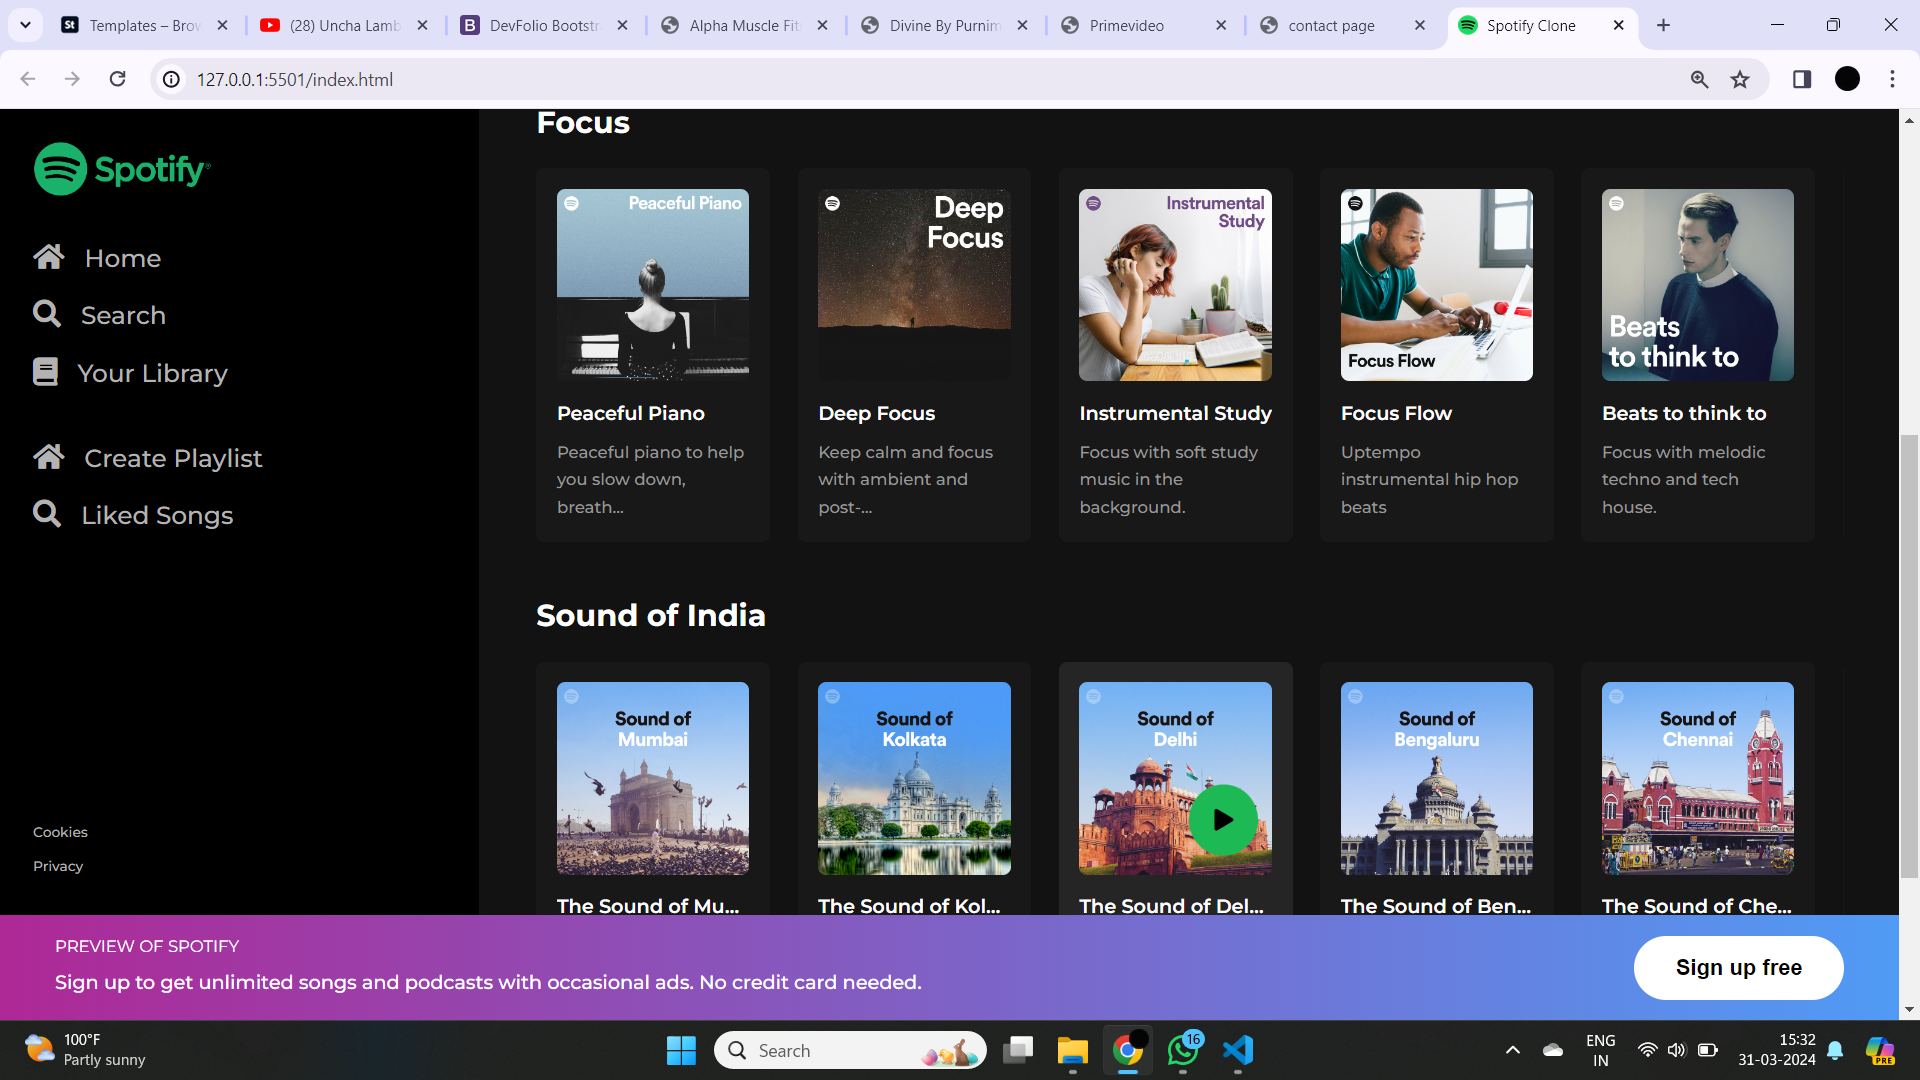 Templates – Brow
(28) Uncha Lamb
DevFolio Bootstr
Alpha Muscle Fit
Divine By Purnim
Primevideo
contact page
Spotify Clone
127.0.0.1:5501/index.html
Spotify
Home
Search
Your Library
Create Playlist
Liked Songs
Cookies
Privacy
Focus
Peaceful Piano
Deep
Focus
Instrumental
Study
Focus Flow
Beats
to think to
Peaceful Piano
Peaceful piano to help
you slow down,
breath...
Deep Focus
Keep calm and focus
with ambient and
post-...
Instrumental Study
Focus with soft study
music in the
background.
Focus Flow
Uptempo
instrumental hip hop
beats
Beats to think to
Focus with melodic
techno and tech
house.
Sound of India
Sound of
Mumbai
Sound of
Kolkata
Sound of
Delhi
Sound of
Bengaluru
Sound of
Chennai
The Sound of Mu...
The Sound of Kol...
The Sound of Del...
The Sound of Ben...
The Sound of Che...
PREVIEW OF SPOTIFY
Sign up to get unlimited songs and podcasts with occasional ads. No credit card needed.
Sign up free
100°F
Partly sunny
Search
16
ENG
IN
15:32
31-03-2024
PRE